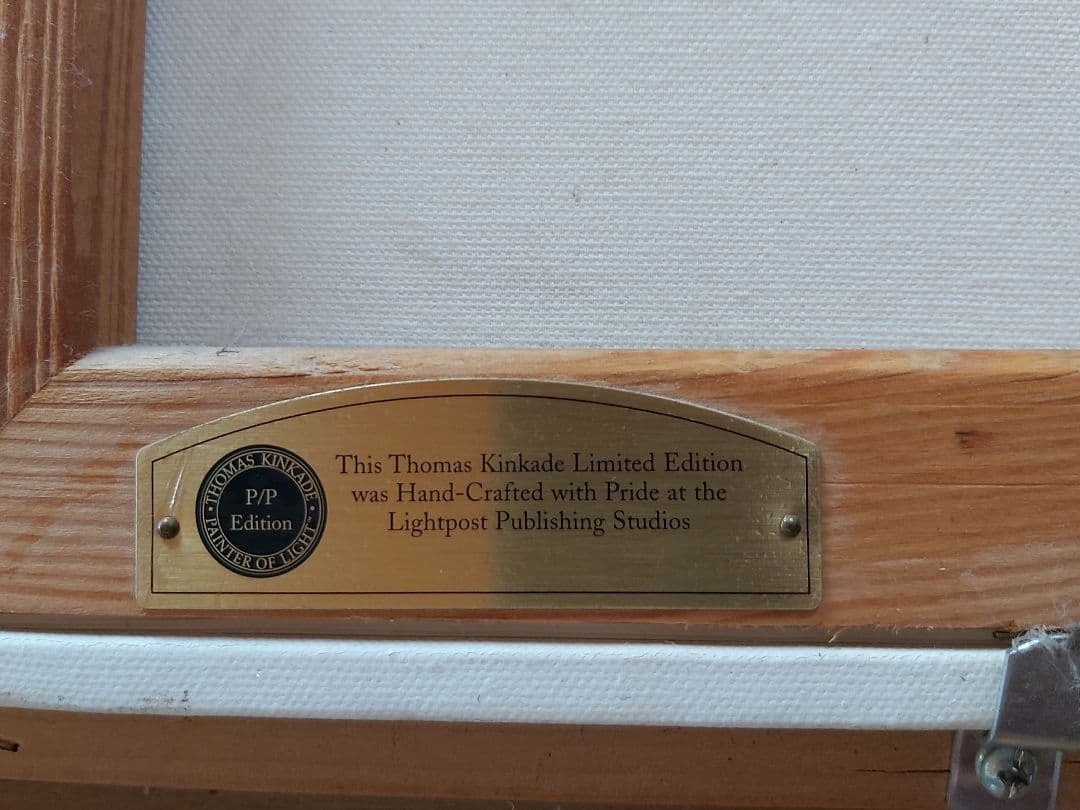 THOMAS KINKADE
P/P
Edition
PAINTER OF LIGHT™
This Thomas Kinkade Limited Edition
was Hand-Crafted with Pride at the
Lightpost Publishing Studios